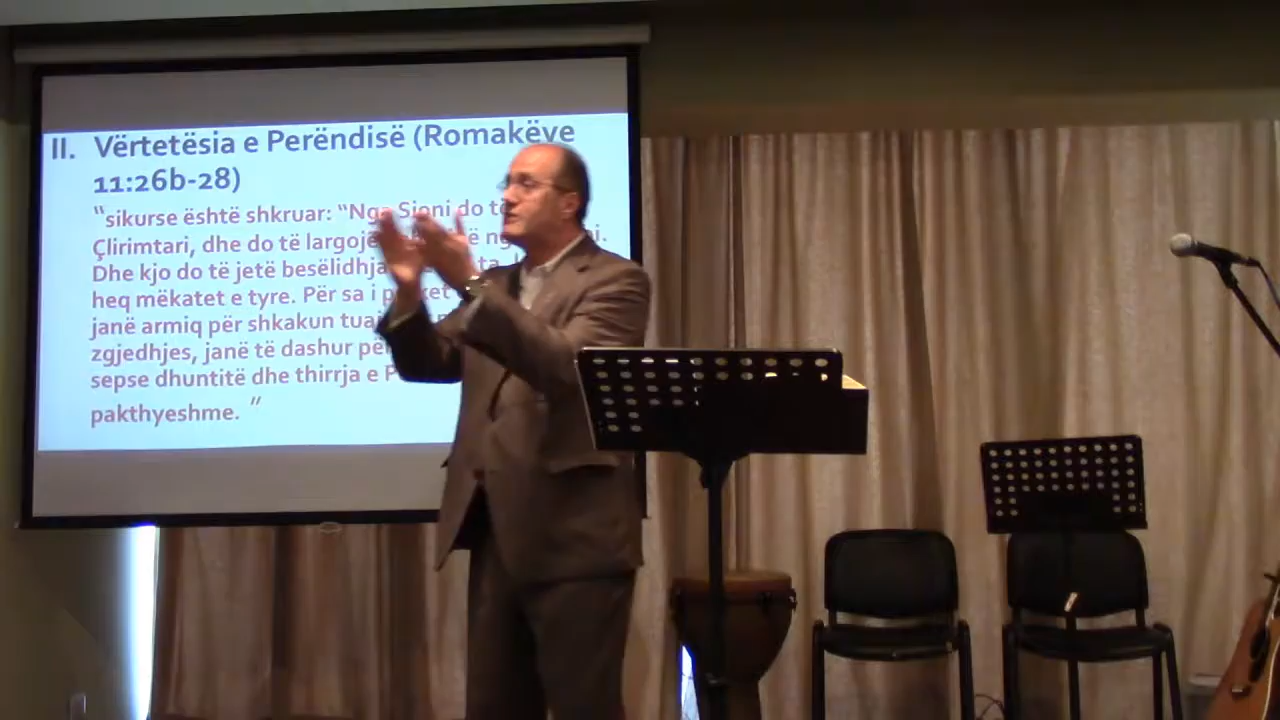 II. Vërtetësia e Perëndisë (Romakëve
11:26b-28)
"sikurse është shkruar: "Nga Sioni do të
Çlirimtari, dhe do të largojë
Dhe kjo do të jetë besëlidhja ta,
heq mëkatet e tyre. Për sa i
janë armiq për shkakun
zgjedhjes, janë të dashur
sepse dhuntitë dhe thirrja e
pakthyeshme. "